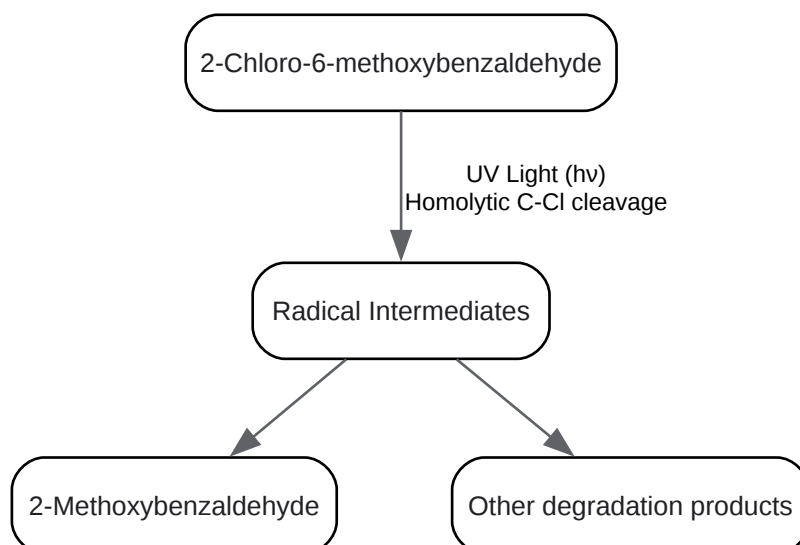 2-Chloro-6-methoxybenzaldehyde
UV Light (hν)
Homolytic C-Cl cleavage
Radical Intermediates
2-Methoxybenzaldehyde
Other degradation products